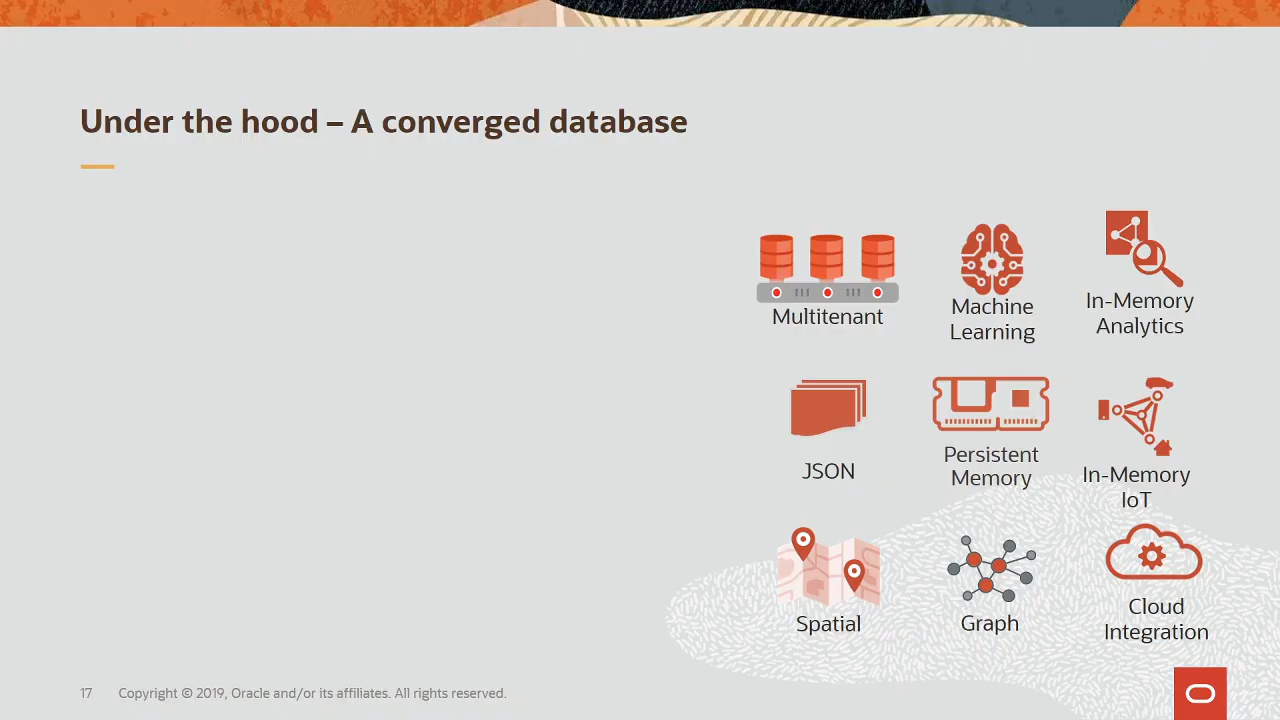 Under the hood – A converged database
Multitenant
Machine
Learning
In-Memory
Analytics
JSON
Persistent
Memory
In-Memory
IoT
Spatial
Graph
Cloud
Integration
17 Copyright © 2019, Oracle and/or its affiliates. All rights reserved.